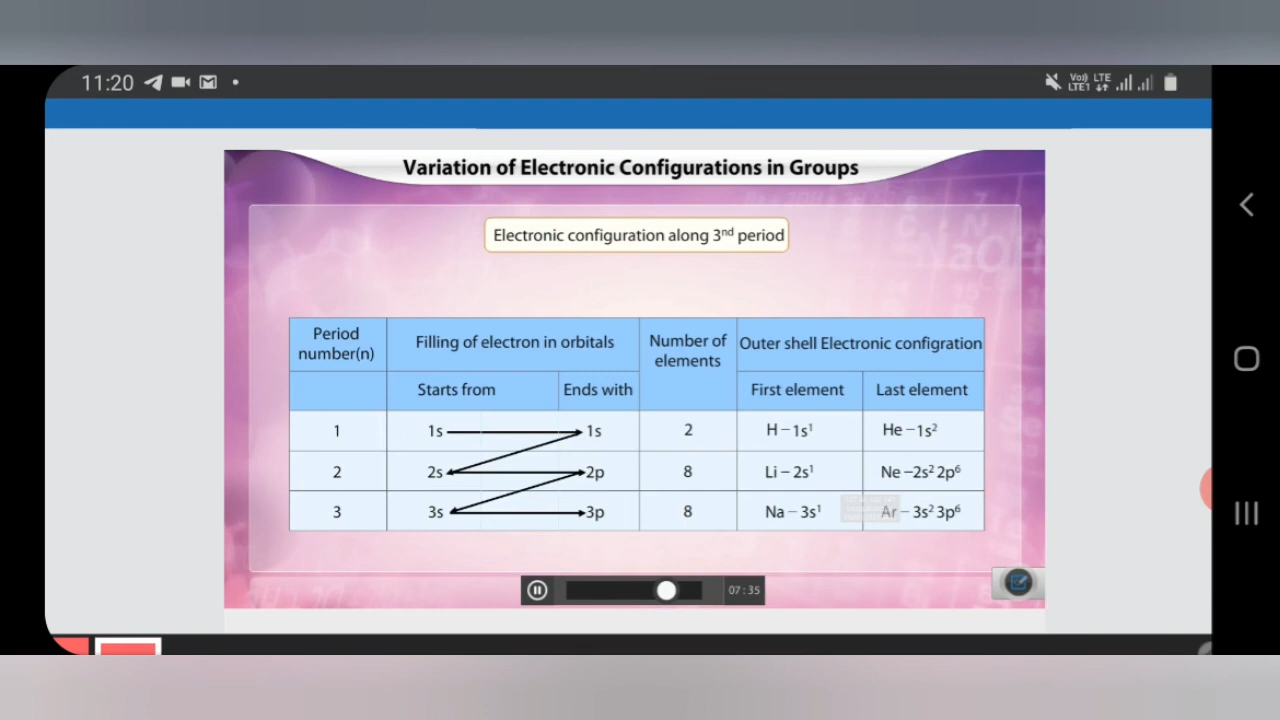 11:20
Vo)) LTE
LTE1
Variation of Electronic Configurations in Groups
Electronic configuration along 3ⁿᵈ period
Period number(n) Filling of electron in orbitals Number of elements Outer shell Electronic configration
Starts from Ends with First element Last element
1 1s 1s 2 H – 1s¹ He – 1s²
2 2s 2p 8 Li – 2s¹ Ne – 2s² 2p⁶
3 3s 3p 8 Na – 3s¹ Ar – 3s² 3p⁶
07:35